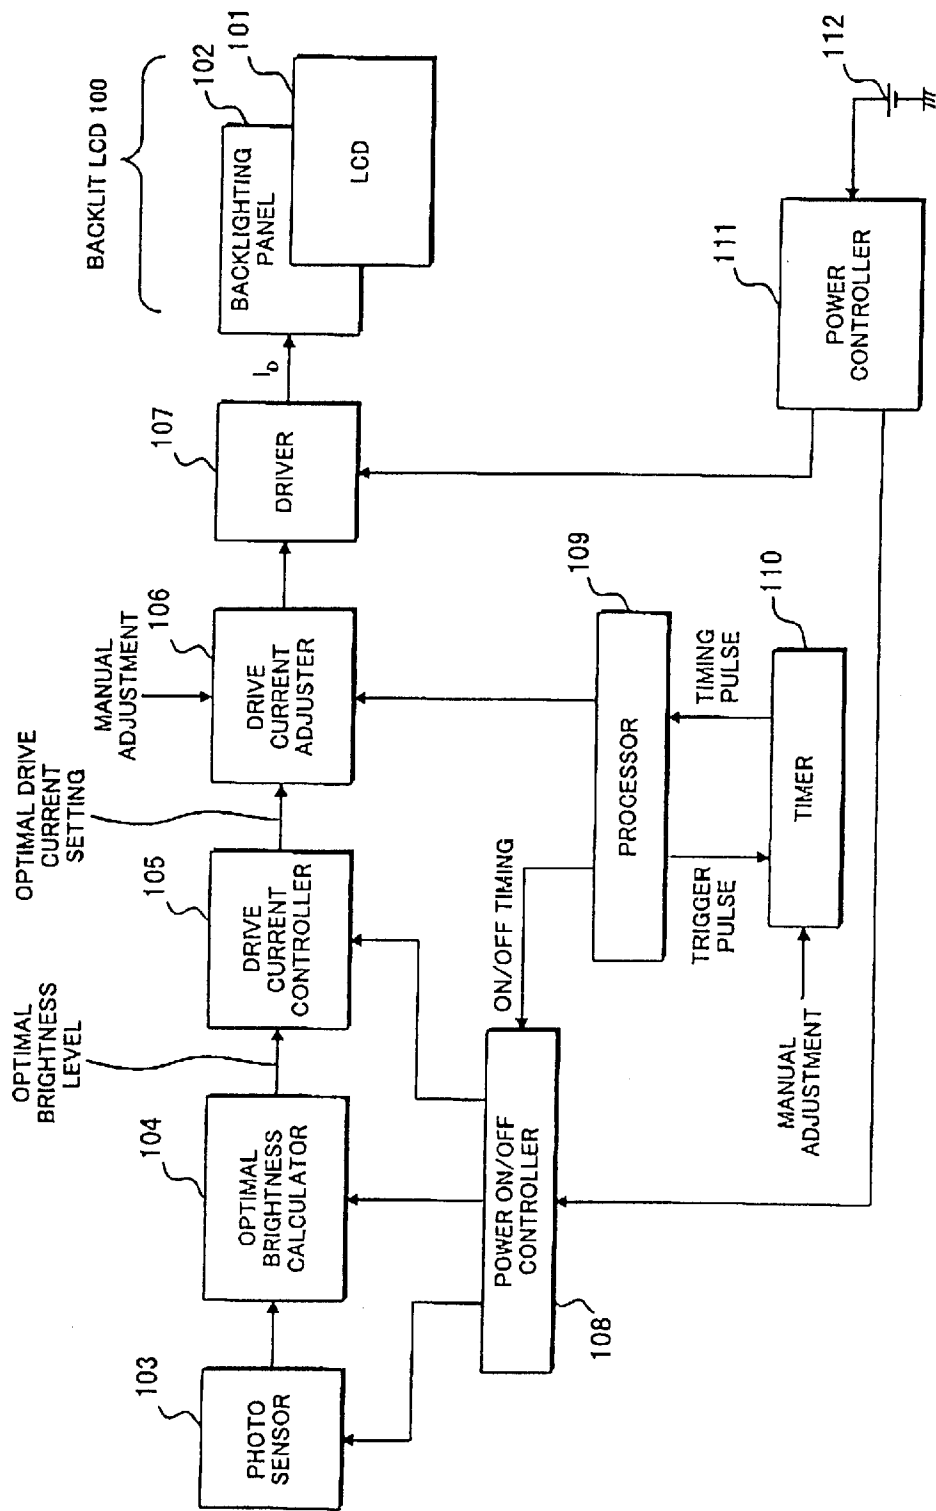 BACKLIT LCD 100
OPTIMAL
BRIGHTNESS
LEVEL
OPTIMAL DRIVE
CURRENT
SETTING
MANUAL
ADJUSTMENT
103
PHOTO
SENSOR
104
OPTIMAL
BRIGHTNESS
CALCULATOR
105
DRIVE
CURRENT
CONTROLLER
106
DRIVE
CURRENT
ADJUSTER
107
DRIVER
I_D
102
BACKLIGHTING
PANEL
101
LCD
POWER ON/OFF
CONTROLLER
108
ON/OFF TIMING
109
PROCESSOR
TRIGGER
PULSE
TIMING
PULSE
110
TIMER
MANUAL
ADJUSTMENT
111
POWER
CONTROLLER
112